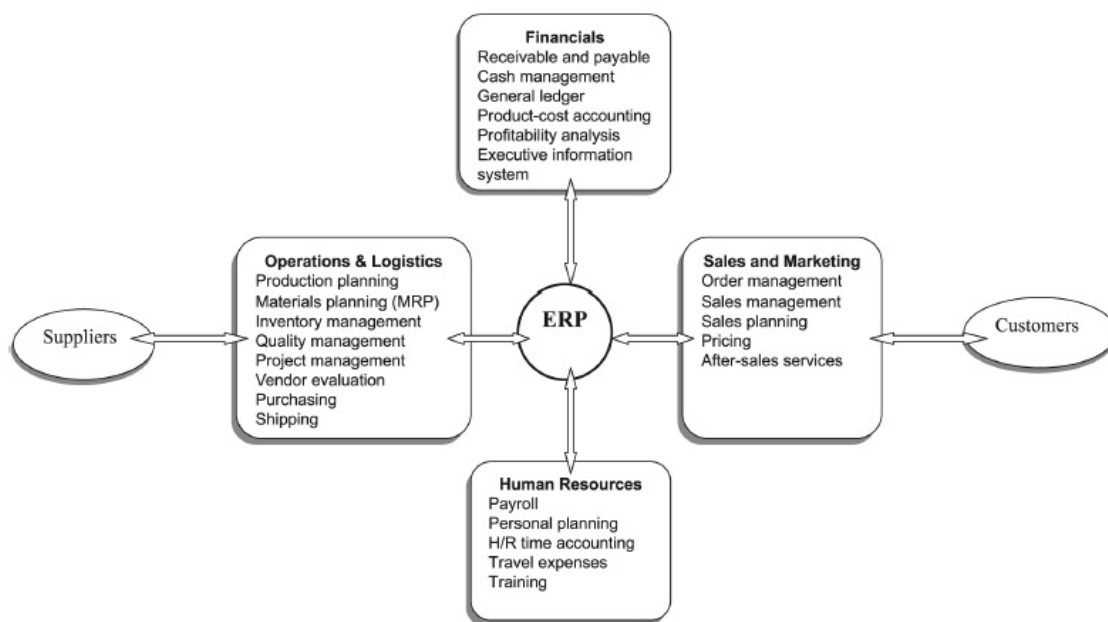 Financials
Receivable and payable
Cash management
General ledger
Product-cost accounting
Profitability analysis
Executive information
system
Suppliers
Operations & Logistics
Production planning
Materials planning (MRP)
Inventory management
Quality management
Project management
Vendor evaluation
Purchasing
Shipping
ERP
Sales and Marketing
Order management
Sales management
Sales planning
Pricing
After-sales services
Customers
Human Resources
Payroll
Personal planning
H/R time accounting
Travel expenses
Training